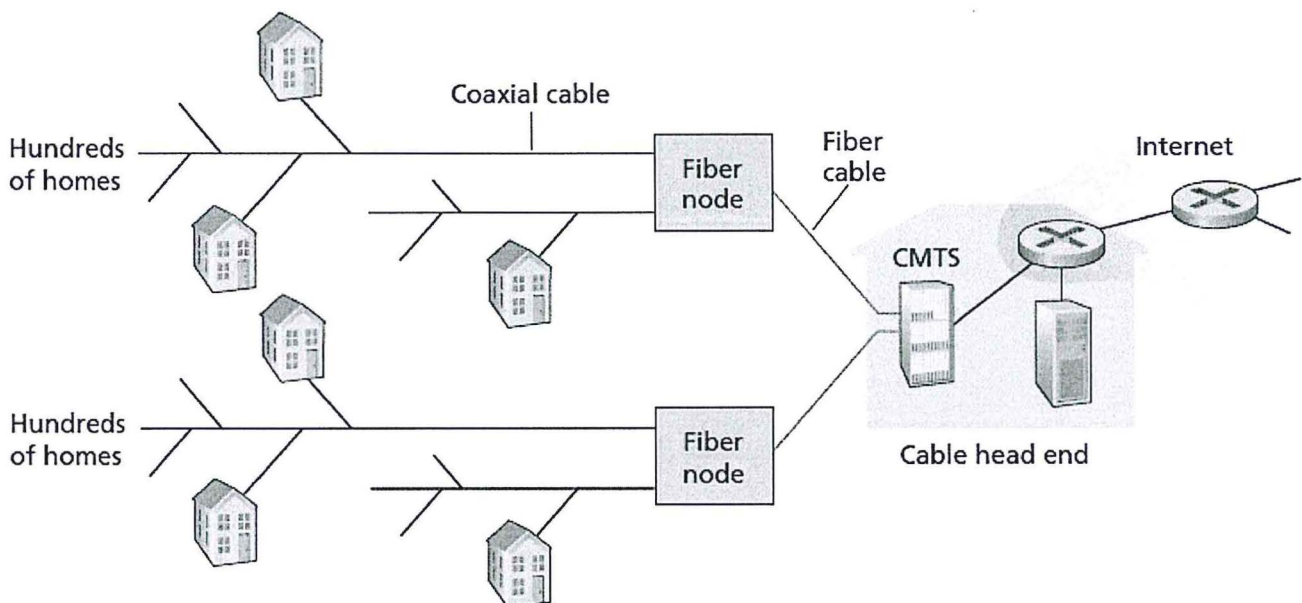 Coaxial cable
Hundreds
of homes
Fiber
node
Fiber
cable
Internet
CMTS
Hundreds
of homes
Fiber
node
Cable head end